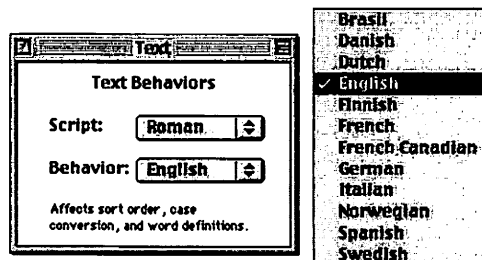 Text
Text Behaviors
Script: Roman
Behavior: English
Affects sort order, case
conversion, and word definitions.
Brasil
Danish
Dutch
✓ English
Finnish
French
French Canadian
German
Italian
Norwegian
Spanish
Swedish